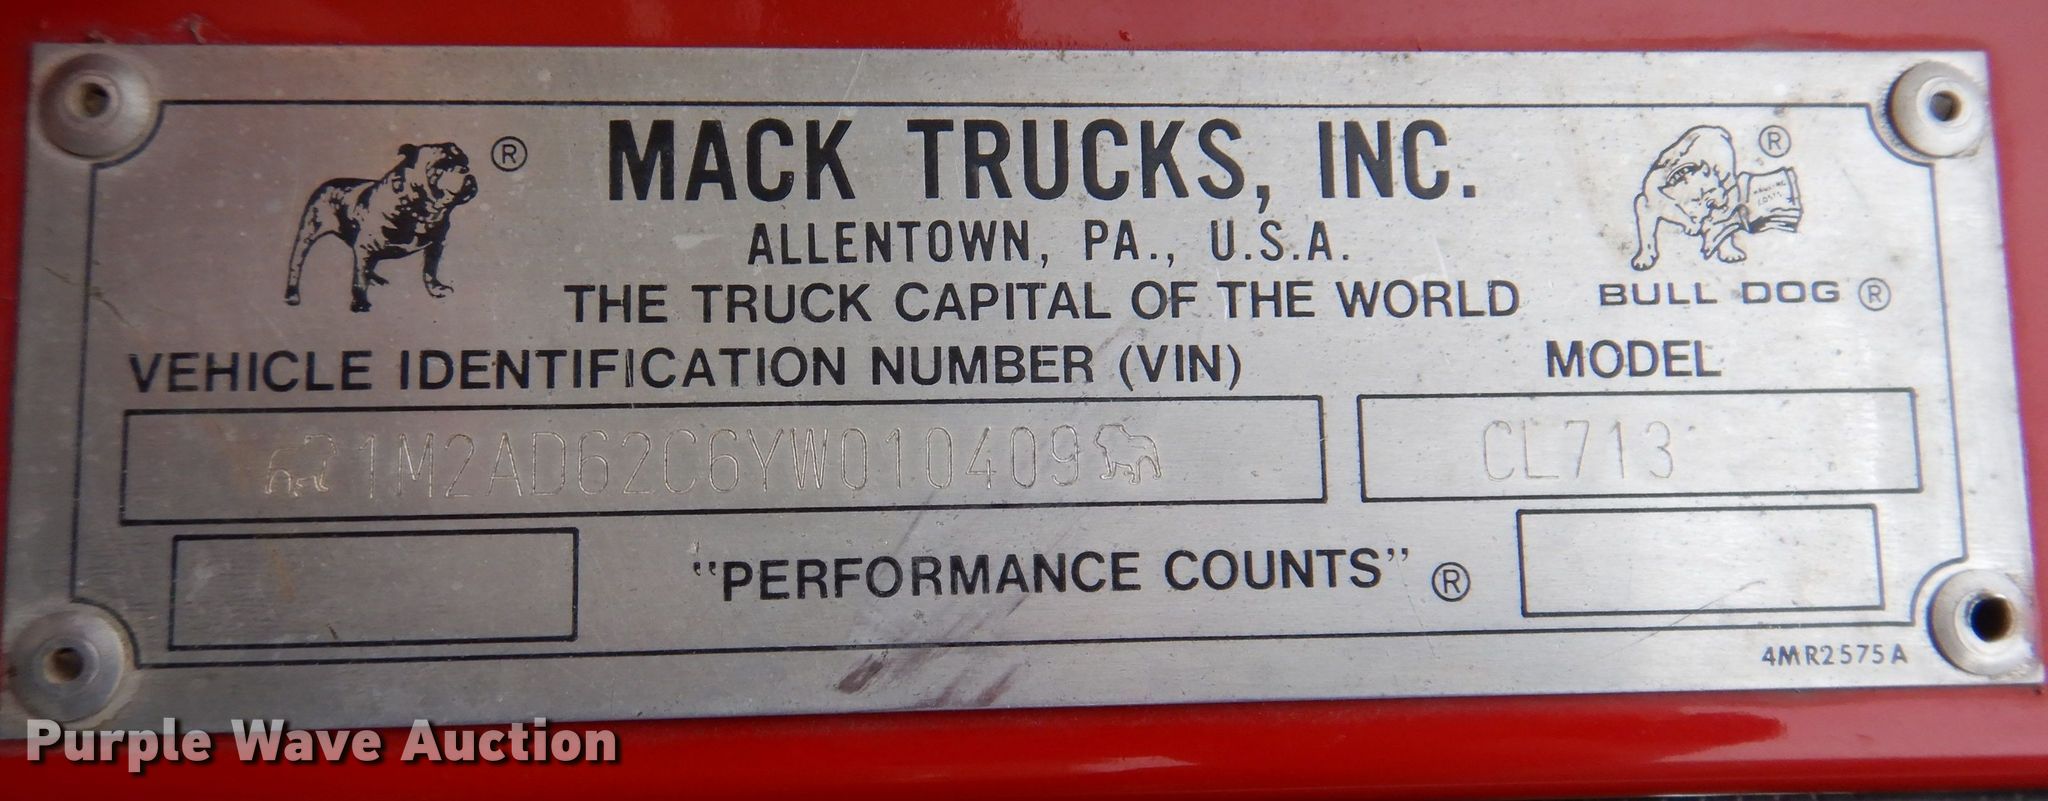 ® MACK TRUCKS, INC. ®
ALLENTOWN, PA., U.S.A.
THE TRUCK CAPITAL OF THE WORLD
BULL DOG ®
VEHICLE IDENTIFICATION NUMBER (VIN)
MODEL
1M2AD62C6YW010409
CL713
"PERFORMANCE COUNTS" ®
4MR2575A
Purple Wave Auction